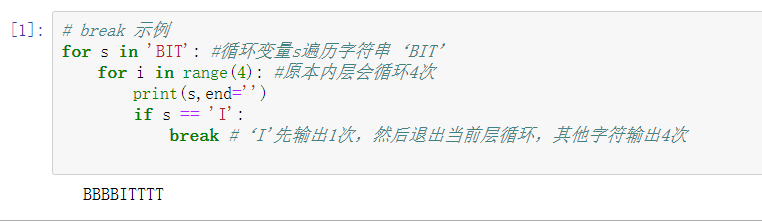 [1]: # break 示例
for s in 'BIT': #循环变量s遍历字符串‘BIT’
for i in range(4): #原本内层会循环4次
print(s,end='')
if s == 'I':
break #‘I'先输出1次，然后退出当前层循环，其他字符输出4次
BBBBITTTT